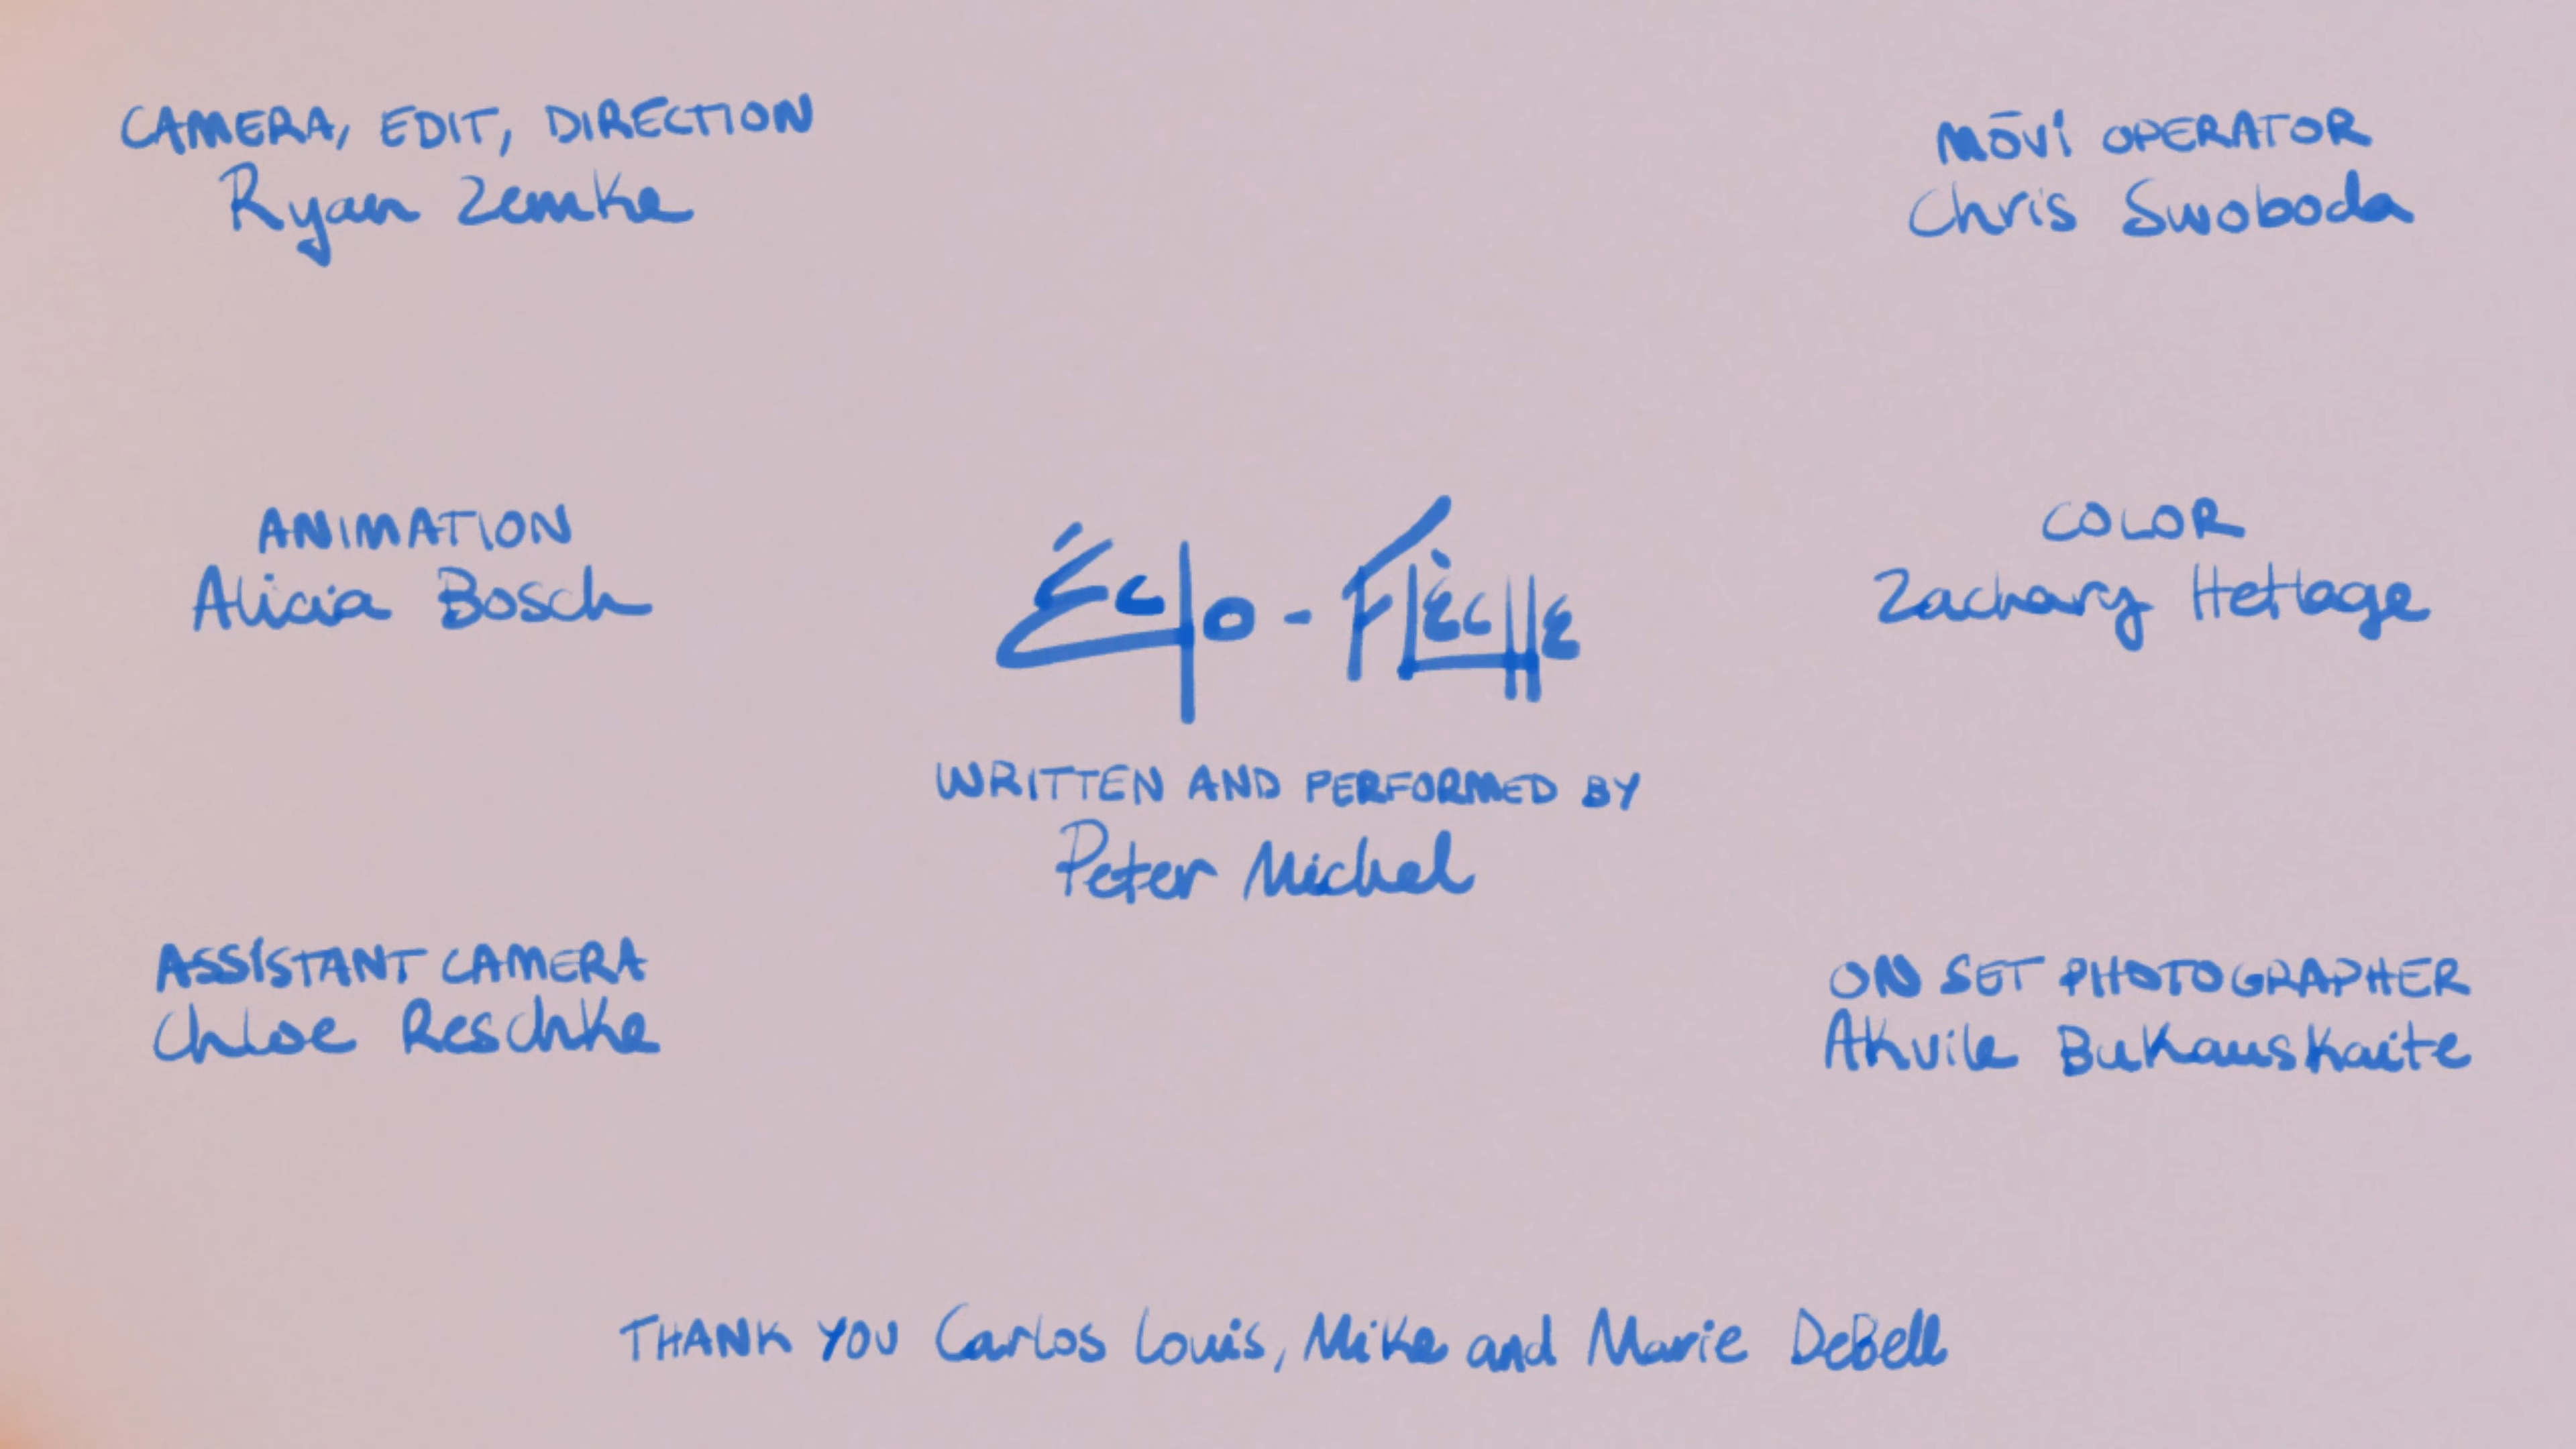 CAMERA, EDIT, DIRECTION
Ryan Zemke
MŌVI OPERATOR
Chris Swoboda
ANIMATION
Alicia Bosch
COLOR
Zachary Hetlage
Éclo-Flèche
WRITTEN AND PERFORMED BY
Peter Michel
ASSISTANT CAMERA
Chloe Reschke
ON SET PHOTOGRAPHER
Akvile Bukauskaite
THANK YOU Carlos Louis, Mike and Marie DeBell